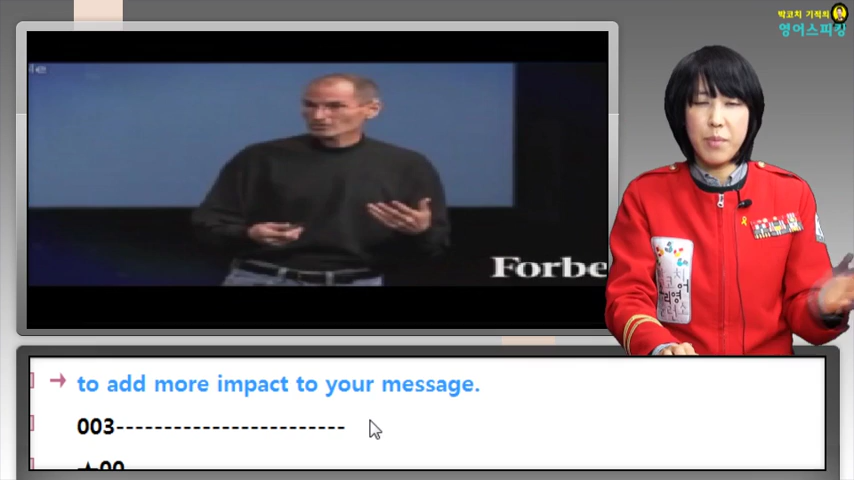 박코치 기적의
영어스피킹
Forbe
→ to add more impact to your message.
003------------------------
★00